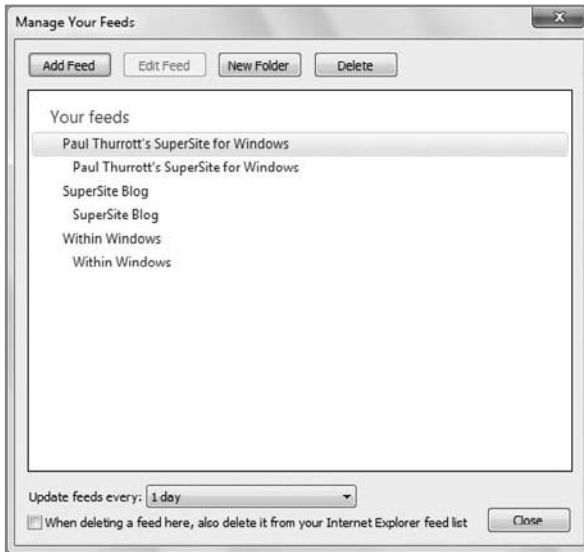 Manage Your Feeds
Add Feed Edit Feed New Folder Delete
Your feeds
Paul Thurrott's SuperSite for Windows
Paul Thurrott's SuperSite for Windows
SuperSite Blog
SuperSite Blog
Within Windows
Within Windows
Update feeds every: 1 day
When deleting a feed here, also delete it from your Internet Explorer feed list Close